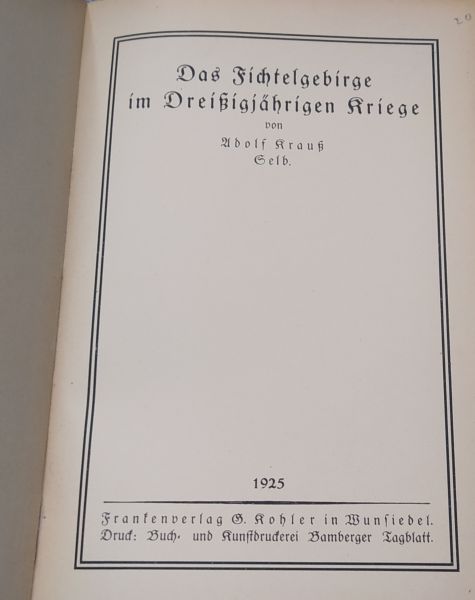 20
Das Fichtelgebirge
im Dreißigjährigen Kriege
von
Adolf Krauß
Selb.
1925
Frankenverlag G. Kohler in Wunsiedel.
Druck: Buch- und Kunstdruckerei Bamberger Tagblatt.